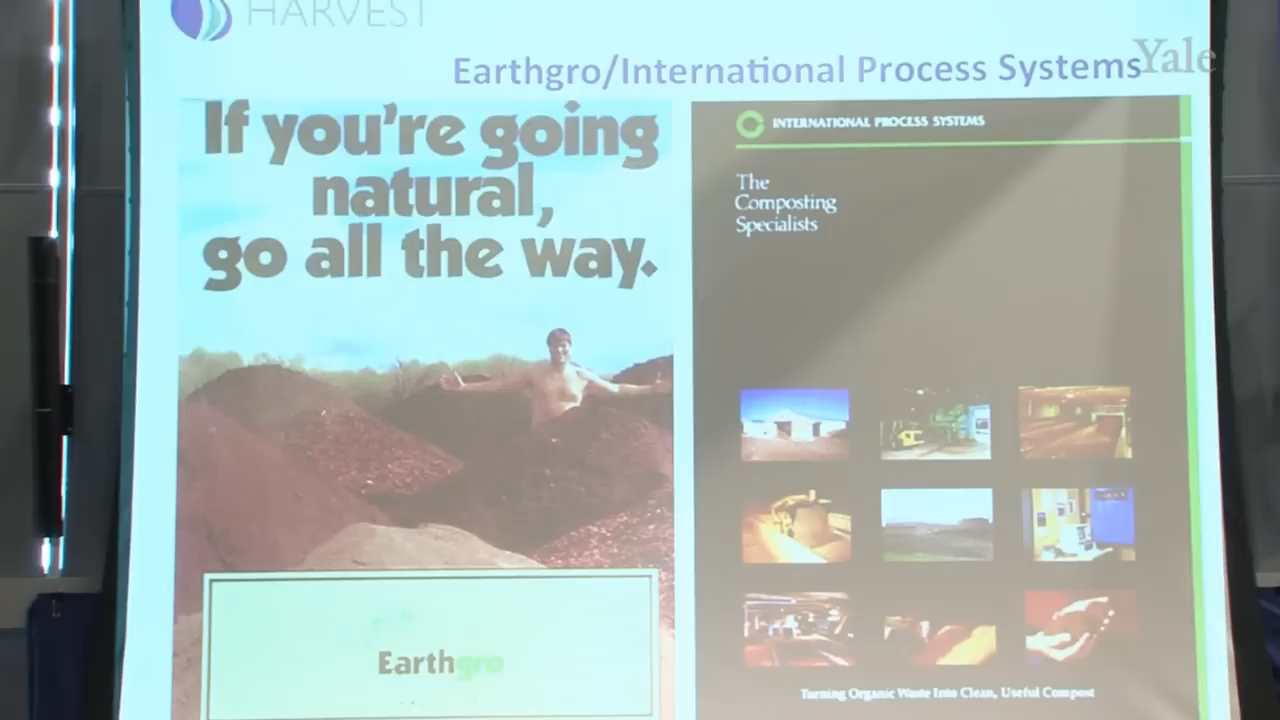 HARVEST
Earthgro/International Process Systems
Yale
If you're going
natural,
go all the way.
Earthgro
INTERNATIONAL PROCESS SYSTEMS
The
Composting
Specialists
Turning Organic Waste Into Clean, Useful Compost